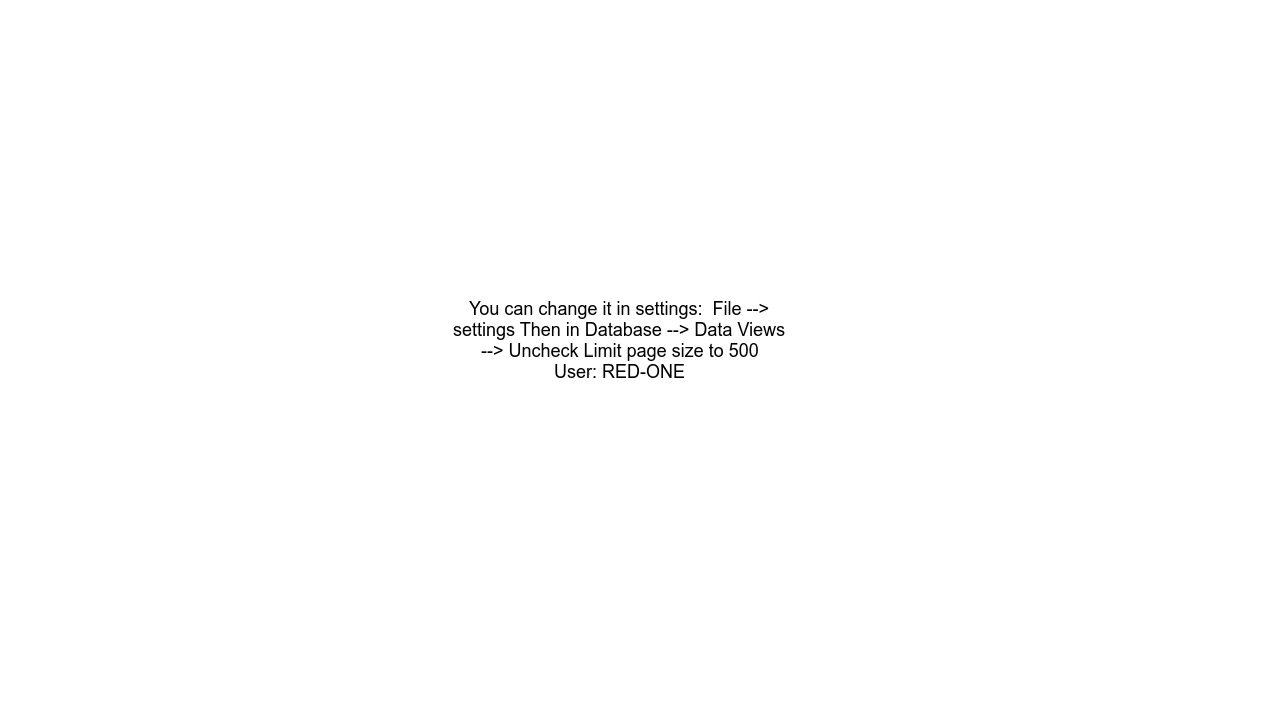 You can change it in settings:  File -->
settings Then in Database --> Data Views
--> Uncheck Limit page size to 500
User: RED-ONE